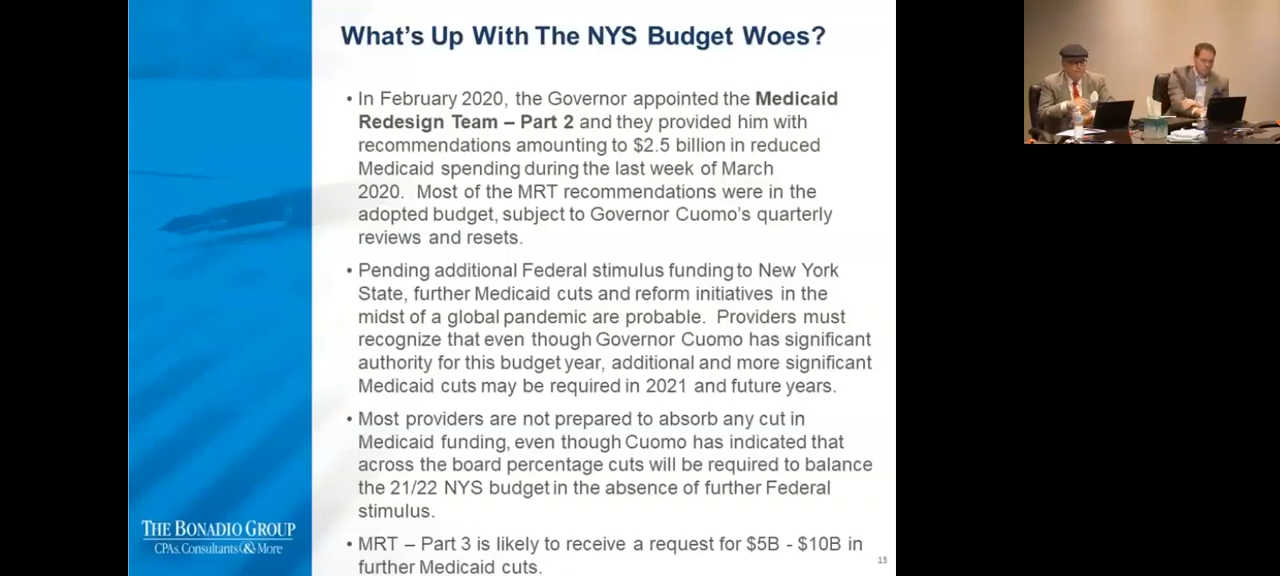 What's Up With The NYS Budget Woes?
• In February 2020, the Governor appointed the Medicaid
Redesign Team – Part 2 and they provided him with
recommendations amounting to $2.5 billion in reduced
Medicaid spending during the last week of March
2020.  Most of the MRT recommendations were in the
adopted budget, subject to Governor Cuomo's quarterly
reviews and resets.
• Pending additional Federal stimulus funding to New York
State, further Medicaid cuts and reform initiatives in the
midst of a global pandemic are probable.  Providers must
recognize that even though Governor Cuomo has significant
authority for this budget year, additional and more significant
Medicaid cuts may be required in 2021 and future years.
• Most providers are not prepared to absorb any cut in
Medicaid funding, even though Cuomo has indicated that
across the board percentage cuts will be required to balance
the 21/22 NYS budget in the absence of further Federal
stimulus.
• MRT – Part 3 is likely to receive a request for $5B - $10B in
further Medicaid cuts.
THE BONADIO GROUP
CPAs, Consultants & More
13